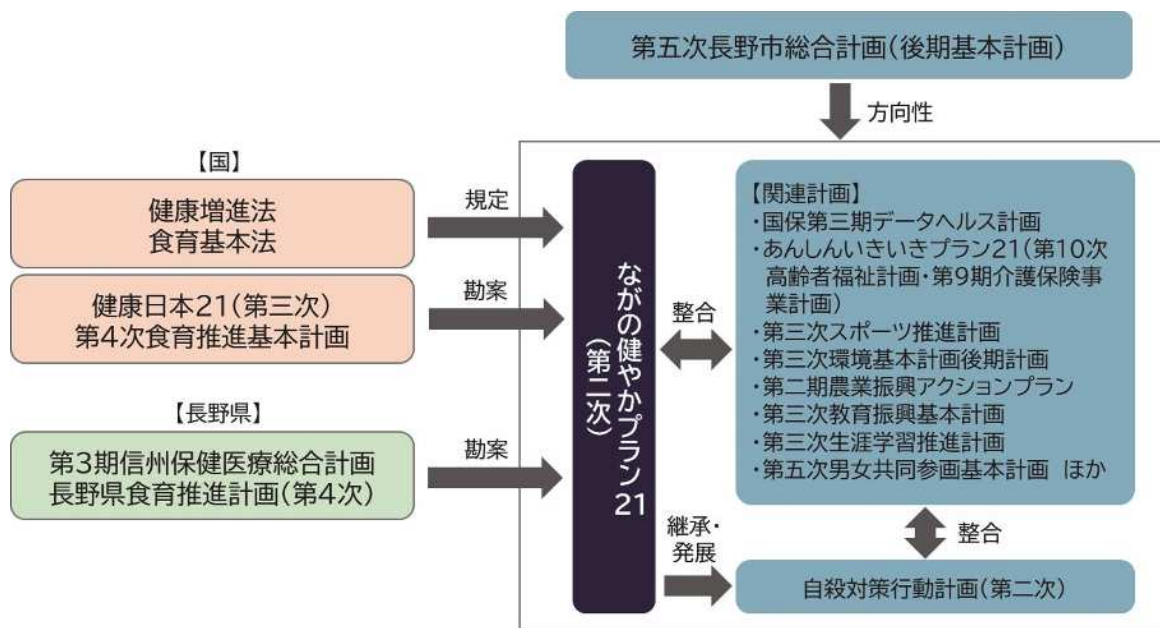 第五次長野市総合計画(後期基本計画)
方向性
【国】
健康増進法
食育基本法
規定
健康日本21(第三次)
第4次食育推進基本計画
勘案
【長野県】
第3期信州保健医療総合計画
長野県食育推進計画(第4次)
勘案
ながの健やかプラン21
(第二次)
整合
【関連計画】
・国保第三期データヘルス計画
・あんしんいきいきプラン21(第10次
高齢者福祉計画・第9期介護保険事
業計画)
・第三次スポーツ推進計画
・第三次環境基本計画後期計画
・第二期農業振興アクションプラン
・第三次教育振興基本計画
・第三次生涯学習推進計画
・第五次男女共同参画基本計画 ほか
継承・
発展
整合
自殺対策行動計画(第二次)